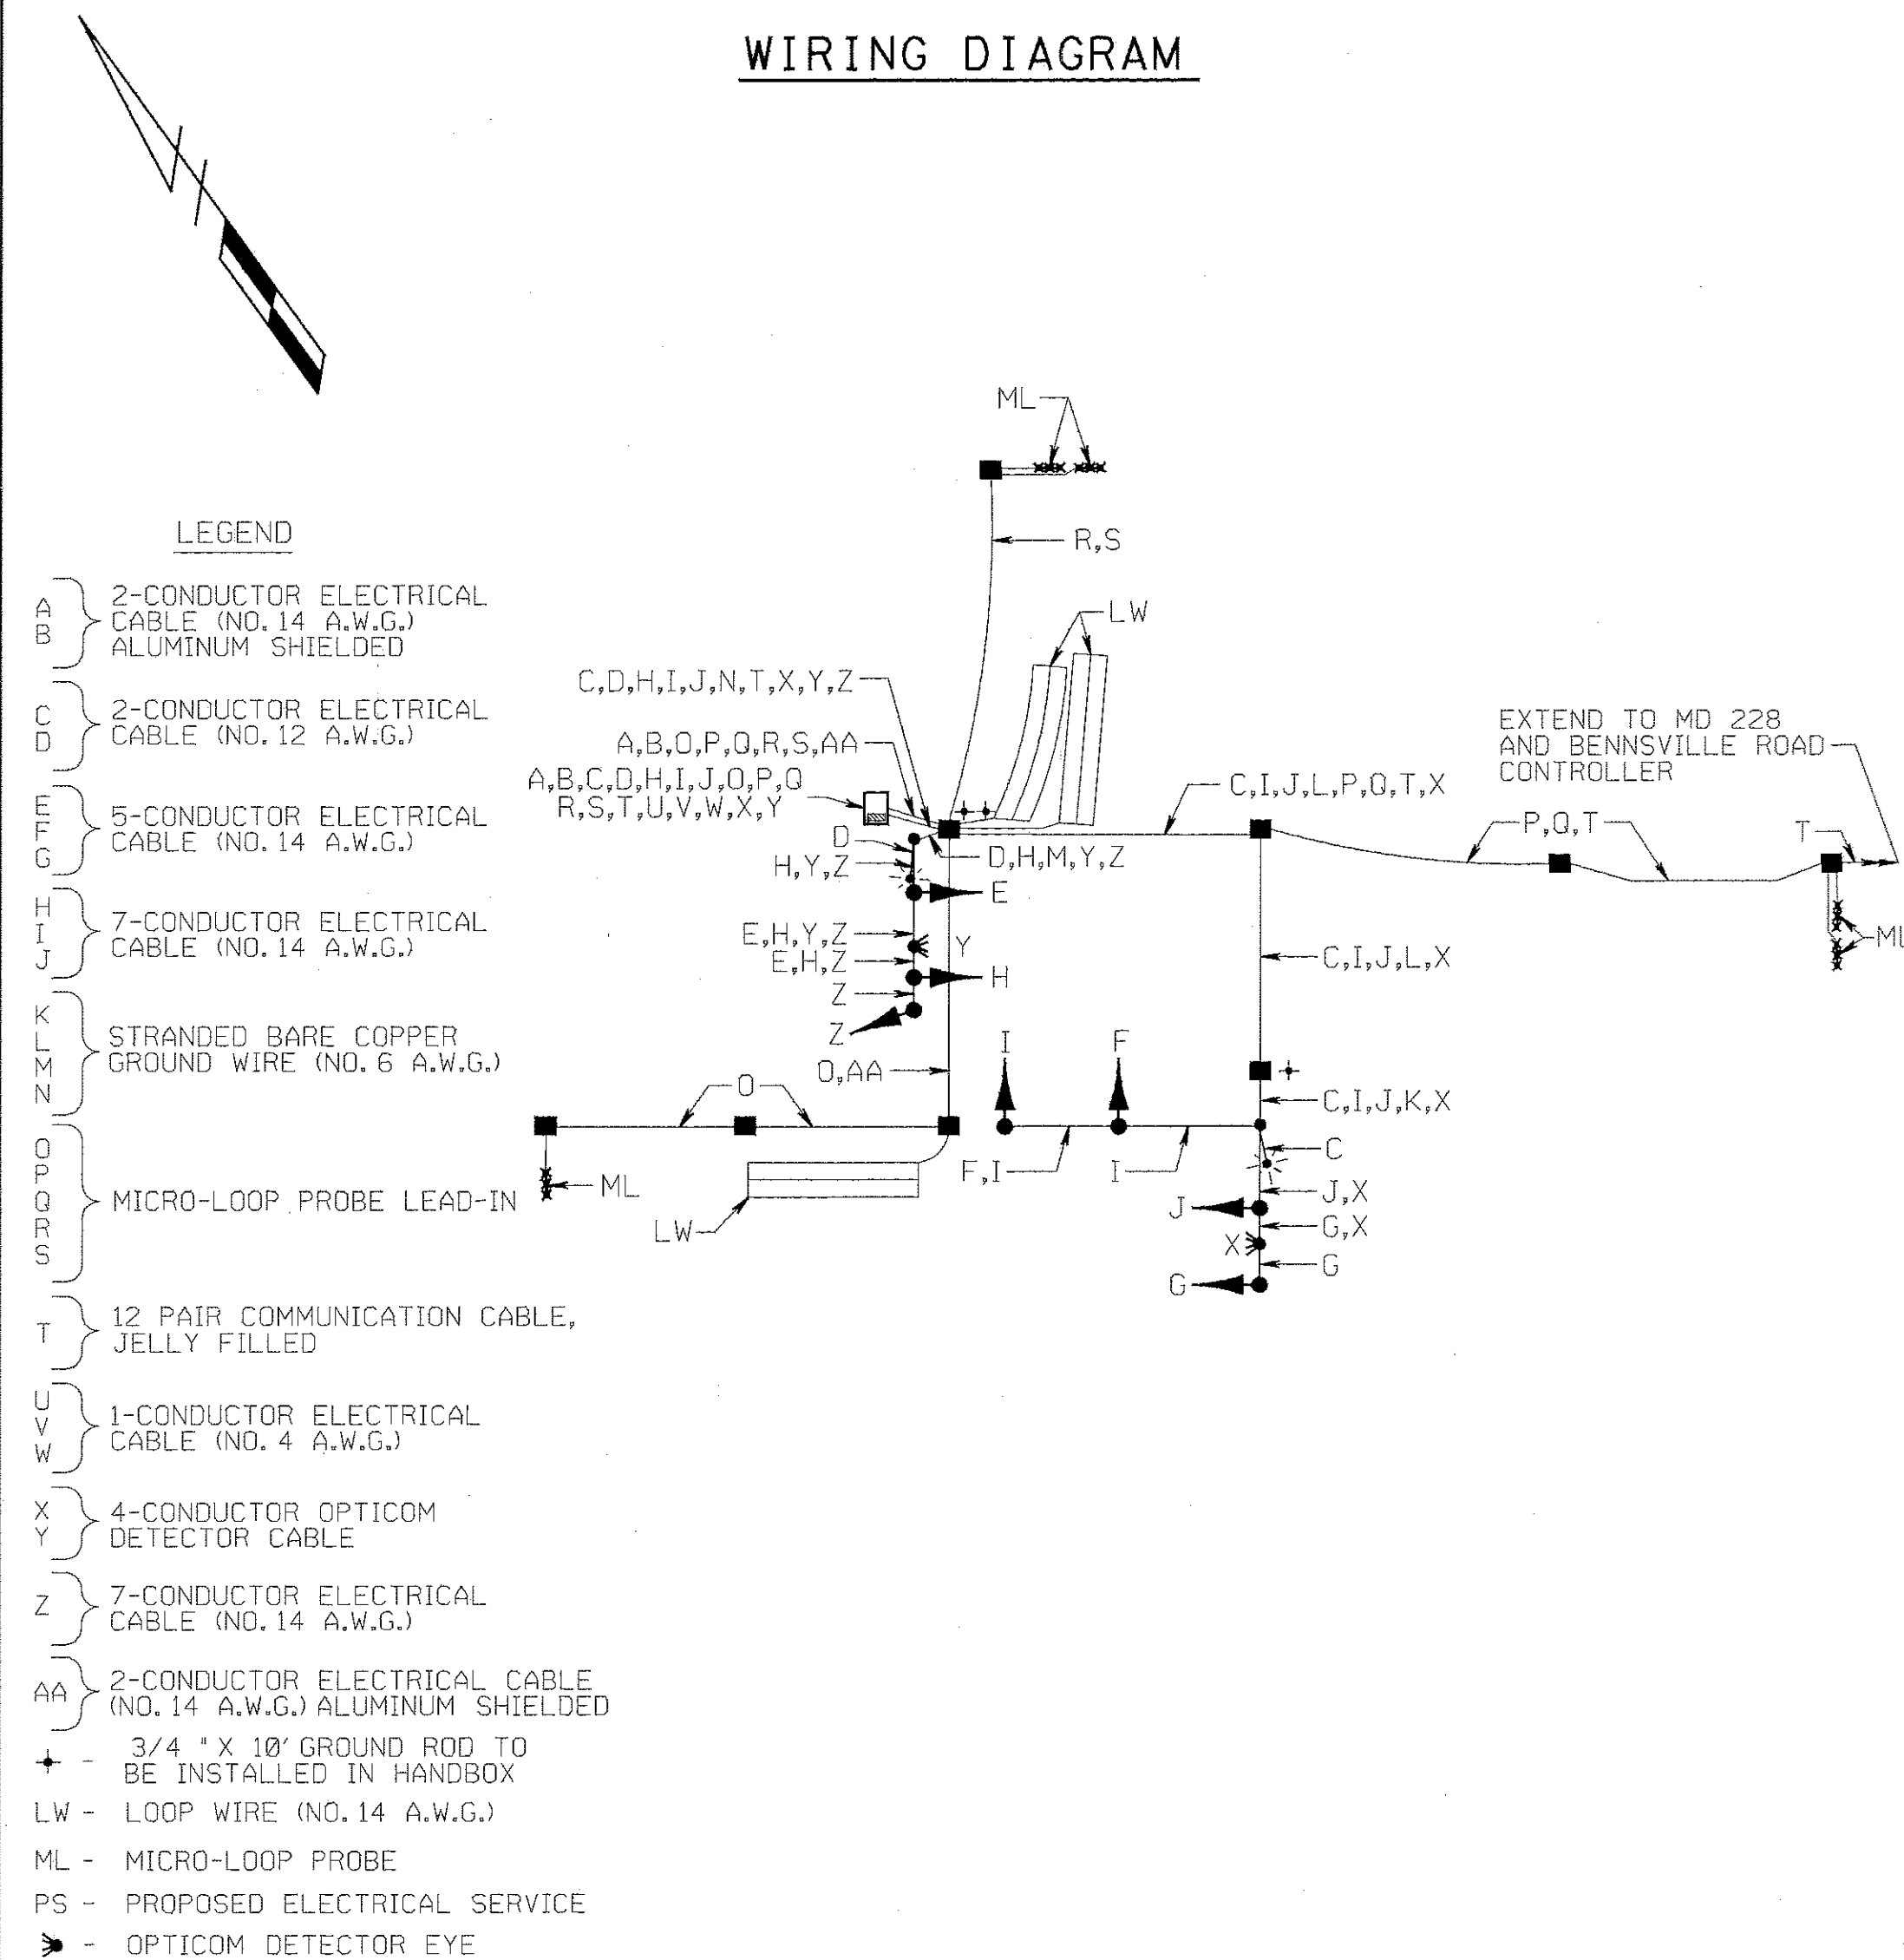 WIRING DIAGRAM
LEGEND
A
B
2-CONDUCTOR ELECTRICAL
CABLE (NO. 14 A.W.G.)
ALUMINUM SHIELDED
C
D
2-CONDUCTOR ELECTRICAL
CABLE (NO. 12 A.W.G.)
E
F
G
5-CONDUCTOR ELECTRICAL
CABLE (NO. 14 A.W.G.)
H
I
J
7-CONDUCTOR ELECTRICAL
CABLE (NO. 14 A.W.G.)
K
L
M
N
STRANDED BARE COPPER
GROUND WIRE (NO. 6 A.W.G.)
O
P
Q
R
S
MICRO-LOOP PROBE LEAD-IN
T
12 PAIR COMMUNICATION CABLE,
JELLY FILLED
U
V
W
1-CONDUCTOR ELECTRICAL
CABLE (NO. 4 A.W.G.)
X
Y
4-CONDUCTOR OPTICOM
DETECTOR CABLE
Z
7-CONDUCTOR ELECTRICAL
CABLE (NO. 14 A.W.G.)
AA
2-CONDUCTOR ELECTRICAL CABLE
(NO. 14 A.W.G.) ALUMINUM SHIELDED
- 3/4 " X 10' GROUND ROD TO
BE INSTALLED IN HANDBOX
LW - LOOP WIRE (NO. 14 A.W.G.)
ML - MICRO-LOOP PROBE
PS - PROPOSED ELECTRICAL SERVICE
- OPTICOM DETECTOR EYE
ML
R,S
LW
C,D,H,I,J,N,T,X,Y,Z
A,B,O,P,Q,R,S,AA
A,B,C,D,H,I,J,O,P,Q
R,S,T,U,V,W,X,Y
D
H,Y,Z
D,H,M,Y,Z
E
E,H,Y,Z
Y
E,H,Z
H
Z
Z
O,AA
O
ML
LW
I
F
F,I
I
C,I,J,L,P,Q,T,X
EXTEND TO MD 228
AND BENNSVILLE ROAD
CONTROLLER
P,Q,T
T
ML
C,I,J,L,X
C,I,J,K,X
C
J,X
J
G,X
X
G
G